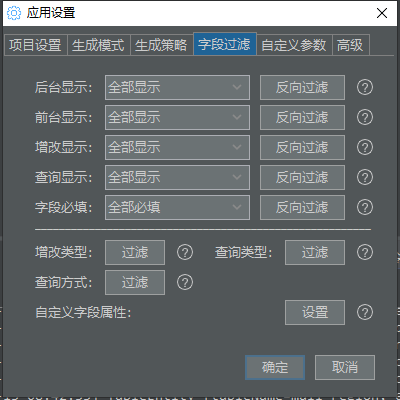 应用设置
项目设置 生成模式 生成策略 字段过滤 自定义参数 高级
后台显示: 全部显示 反向过滤 ?
前台显示: 全部显示 反向过滤 ?
增改显示: 全部显示 反向过滤 ?
查询显示: 全部显示 反向过滤 ?
字段必填: 全部必填 反向过滤 ?
增改类型: 过滤 ? 查询类型: 过滤 ?
查询方式: 过滤 ?
自定义字段属性: 设置 ?
确定 取消